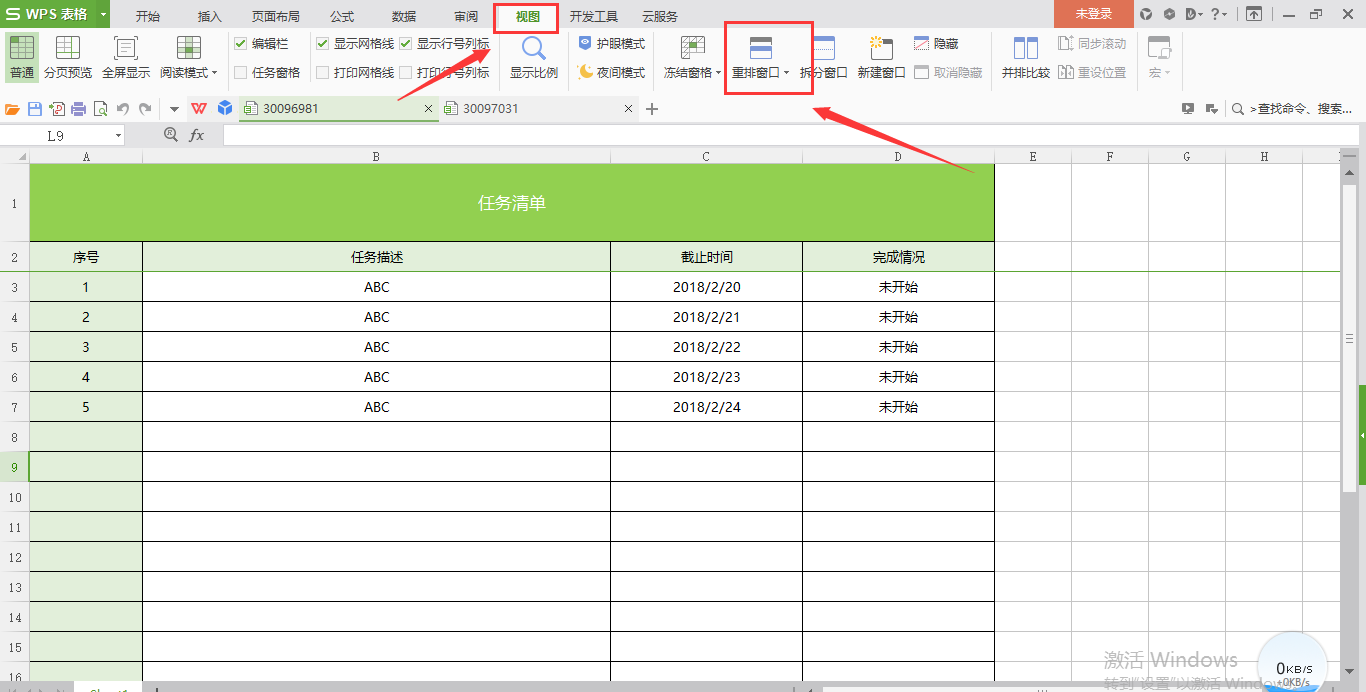 WPS 表格 开始 插入 页面布局 公式 数据 审阅 视图 开发工具 云服务 未登录
编辑栏 显示网格线 显示行号列标 护眼模式 隐藏 同步滚动
普通 分页预览 全屏显示 阅读模式 任务窗格 打印网格线 打印行号列标 显示比例 夜间模式 冻结窗格 重排窗口 拆分窗口 新建窗口 取消隐藏 并排比较 重设位置 宏
30096981 30097031 >查找命令、搜索...
L9 fx
A B C D E F G H
1 任务清单
2 序号 任务描述 截止时间 完成情况
3 1 ABC 2018/2/20 未开始
4 2 ABC 2018/2/21 未开始
5 3 ABC 2018/2/22 未开始
6 4 ABC 2018/2/23 未开始
7 5 ABC 2018/2/24 未开始
8
9
10
11
12
13
14
15
16
激活 Windows
转到"设置"以激活 Windows
0KB/S
+0KB/s